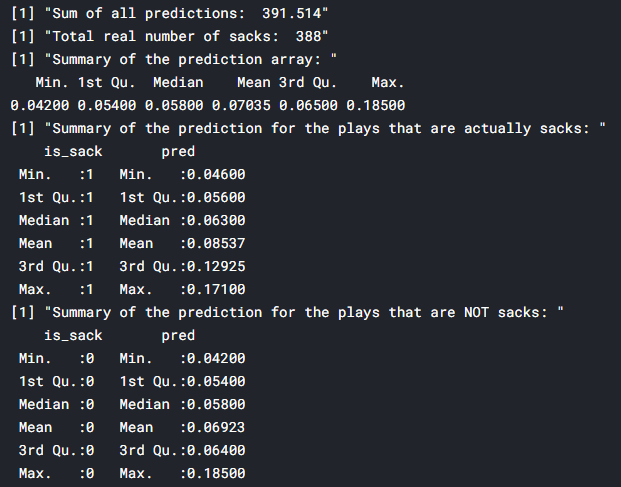 [1] "Sum of all predictions:  391.514"
[1] "Total real number of sacks:  388"
[1] "Summary of the prediction array: "
   Min. 1st Qu.  Median    Mean 3rd Qu.    Max.
0.04200 0.05400 0.05800 0.07035 0.06500 0.18500
[1] "Summary of the prediction for the plays that are actually sacks: "
    is_sack       pred
 Min.   :1   Min.   :0.04600
 1st Qu.:1   1st Qu.:0.05600
 Median :1   Median :0.06300
 Mean   :1   Mean   :0.08537
 3rd Qu.:1   3rd Qu.:0.12925
 Max.   :1   Max.   :0.17100
[1] "Summary of the prediction for the plays that are NOT sacks: "
    is_sack       pred
 Min.   :0   Min.   :0.04200
 1st Qu.:0   1st Qu.:0.05400
 Median :0   Median :0.05800
 Mean   :0   Mean   :0.06923
 3rd Qu.:0   3rd Qu.:0.06400
 Max.   :0   Max.   :0.18500